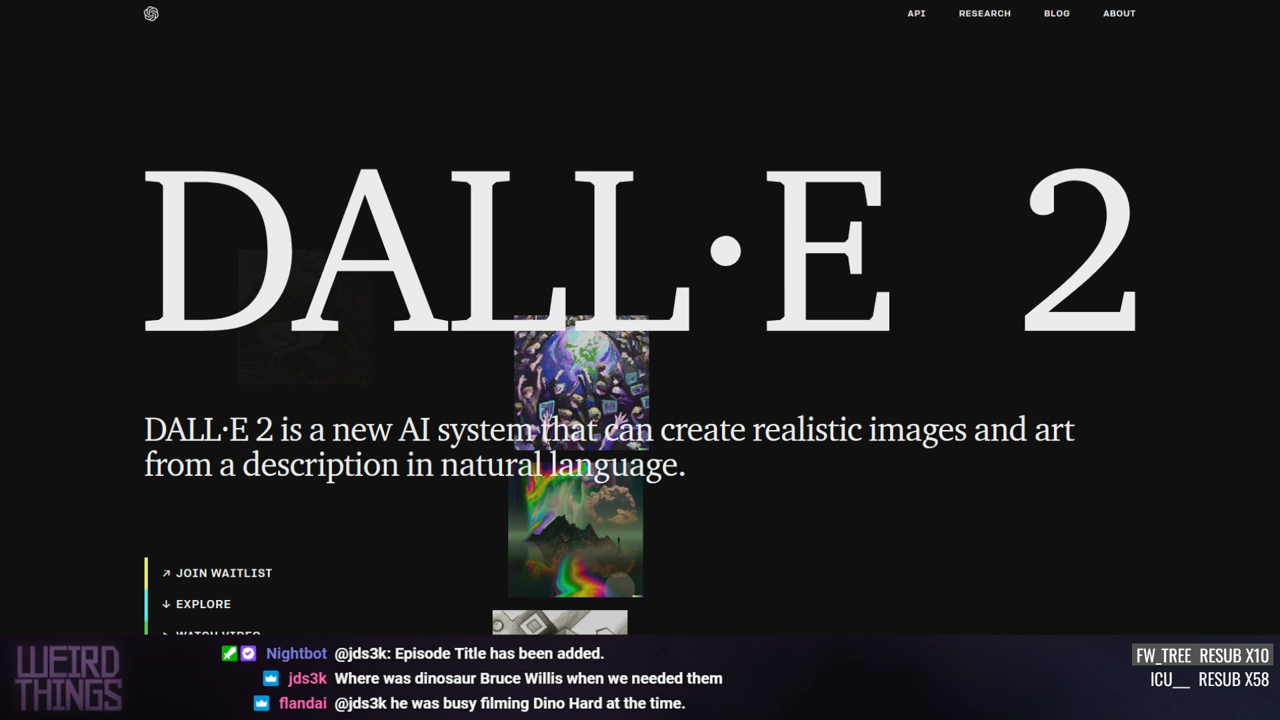 API RESEARCH BLOG ABOUT
DALL·E 2
DALL·E 2 is a new AI system that can create realistic images and art
from a description in natural language.
↗ JOIN WAITLIST
↓ EXPLORE
WATCH VIDEO
WEIRD
THINGS
Nightbot @jds3k: Episode Title has been added.
jds3k Where was dinosaur Bruce Willis when we needed them
flandai @jds3k he was busy filming Dino Hard at the time.
FW_TREE RESUB X10
ICU__ RESUB X58